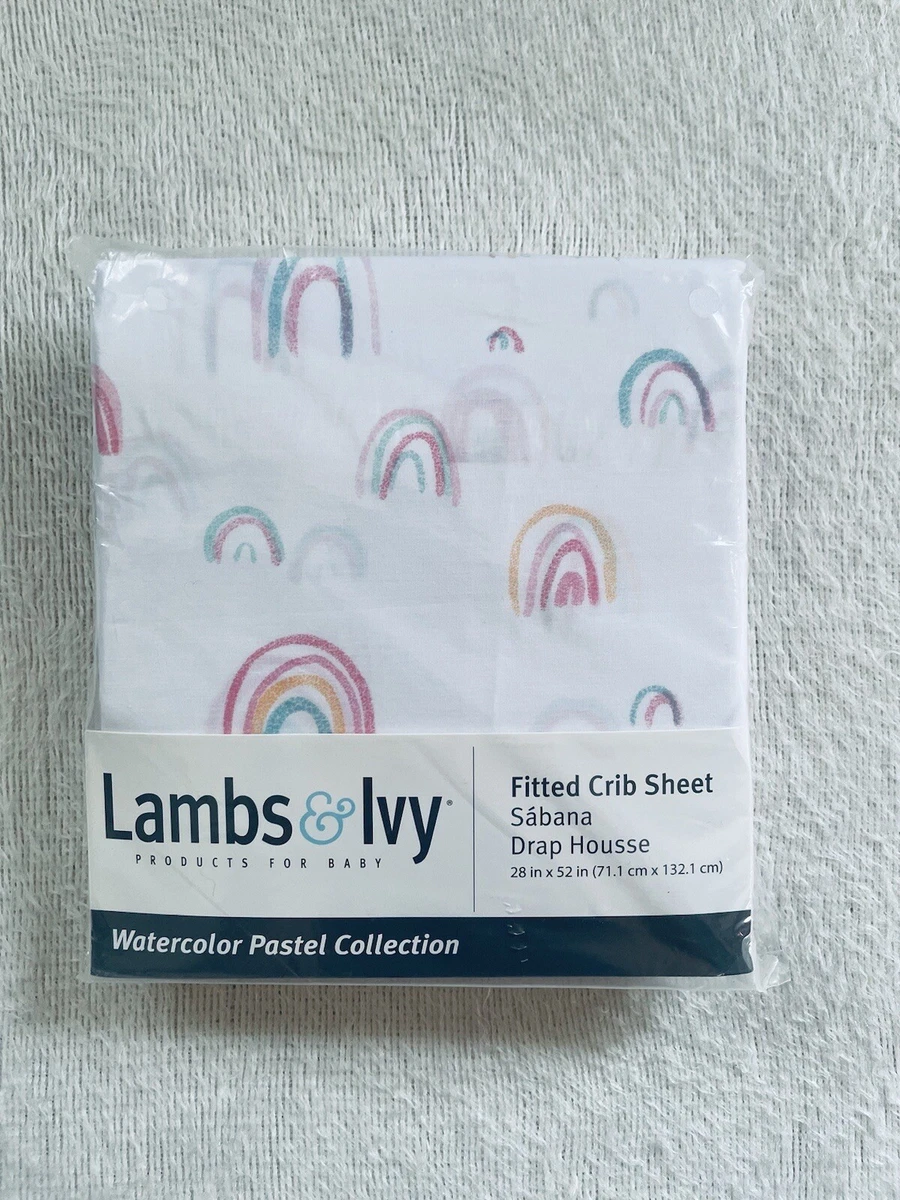 Lambs & Ivy®
PRODUCTS FOR BABY
Fitted Crib Sheet
Sábana
Drap Housse
28 in x 52 in (71.1 cm x 132.1 cm)
Watercolor Pastel Collection